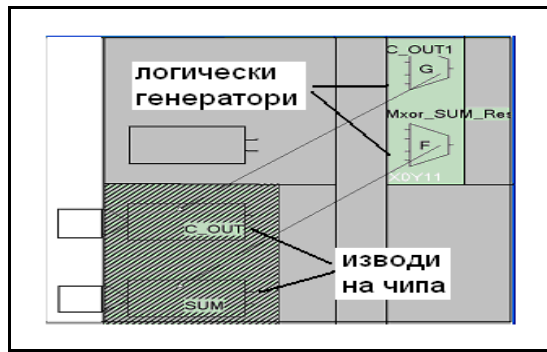 C_OUT1
логически
генератори
G
Mxor_SUM_Res
F
X0Y11
C_OUT
изводи
на чипа
SUM